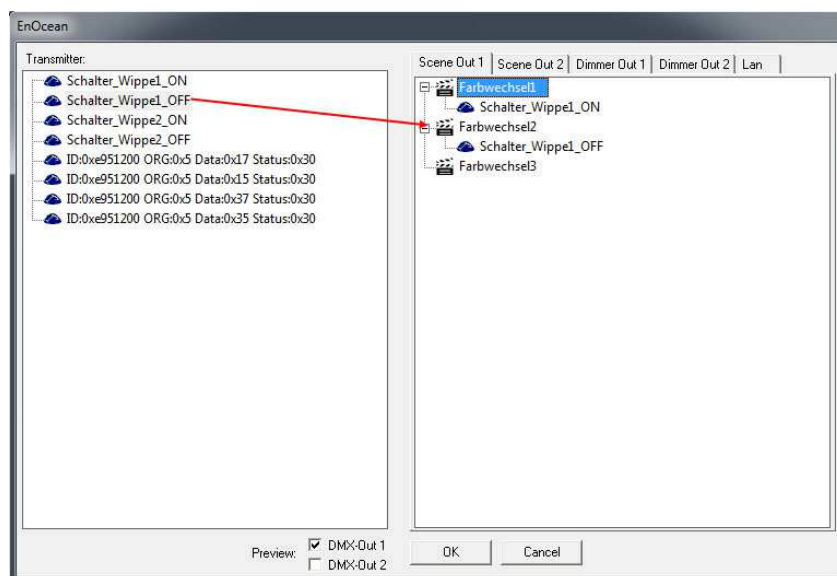 EnOcean
Transmitter:
Schalter_Wippe1_ON
Schalter_Wippe1_OFF
Schalter_Wippe2_ON
Schalter_Wippe2_OFF
ID:0xe951200 ORG:0x5 Data:0x17 Status:0x30
ID:0xe951200 ORG:0x5 Data:0x15 Status:0x30
ID:0xe951200 ORG:0x5 Data:0x37 Status:0x30
ID:0xe951200 ORG:0x5 Data:0x35 Status:0x30
Scene Out 1 Scene Out 2 Dimmer Out 1 Dimmer Out 2 Lan
Farbwechsel1
Schalter_Wippe1_ON
Farbwechsel2
Schalter_Wippe1_OFF
Farbwechsel3
Preview:
DMX-Out 1
DMX-Out 2
OK
Cancel